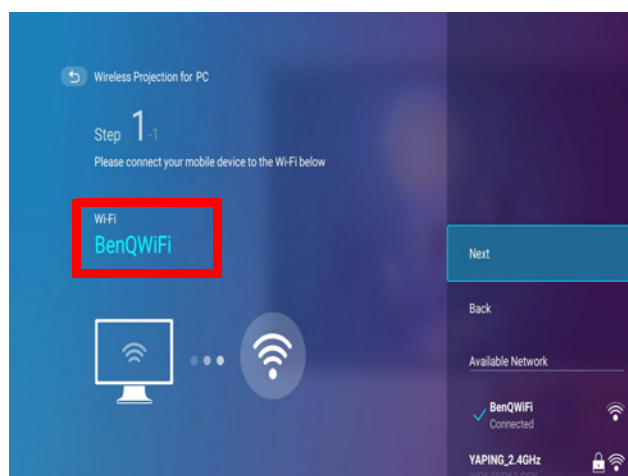 Wireless Projection for PC
Step 1-1
Please connect your mobile device to the Wi-Fi below
Wi-Fi
BenQWiFi
Next
Back
Available Network
BenQWiFi
Connected
YAPING_2.4GHz